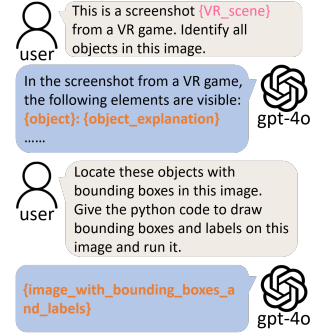 This is a screenshot {VR_scene}
from a VR game. Identify all
objects in this image.
user
In the screenshot from a VR game,
the following elements are visible:
{object}: {object_explanation}
......
gpt-4o
Locate these objects with
bounding boxes in this image.
Give the python code to draw
bounding boxes and labels on this
image and run it.
user
{image_with_bounding_boxes_a
nd_labels}
gpt-4o